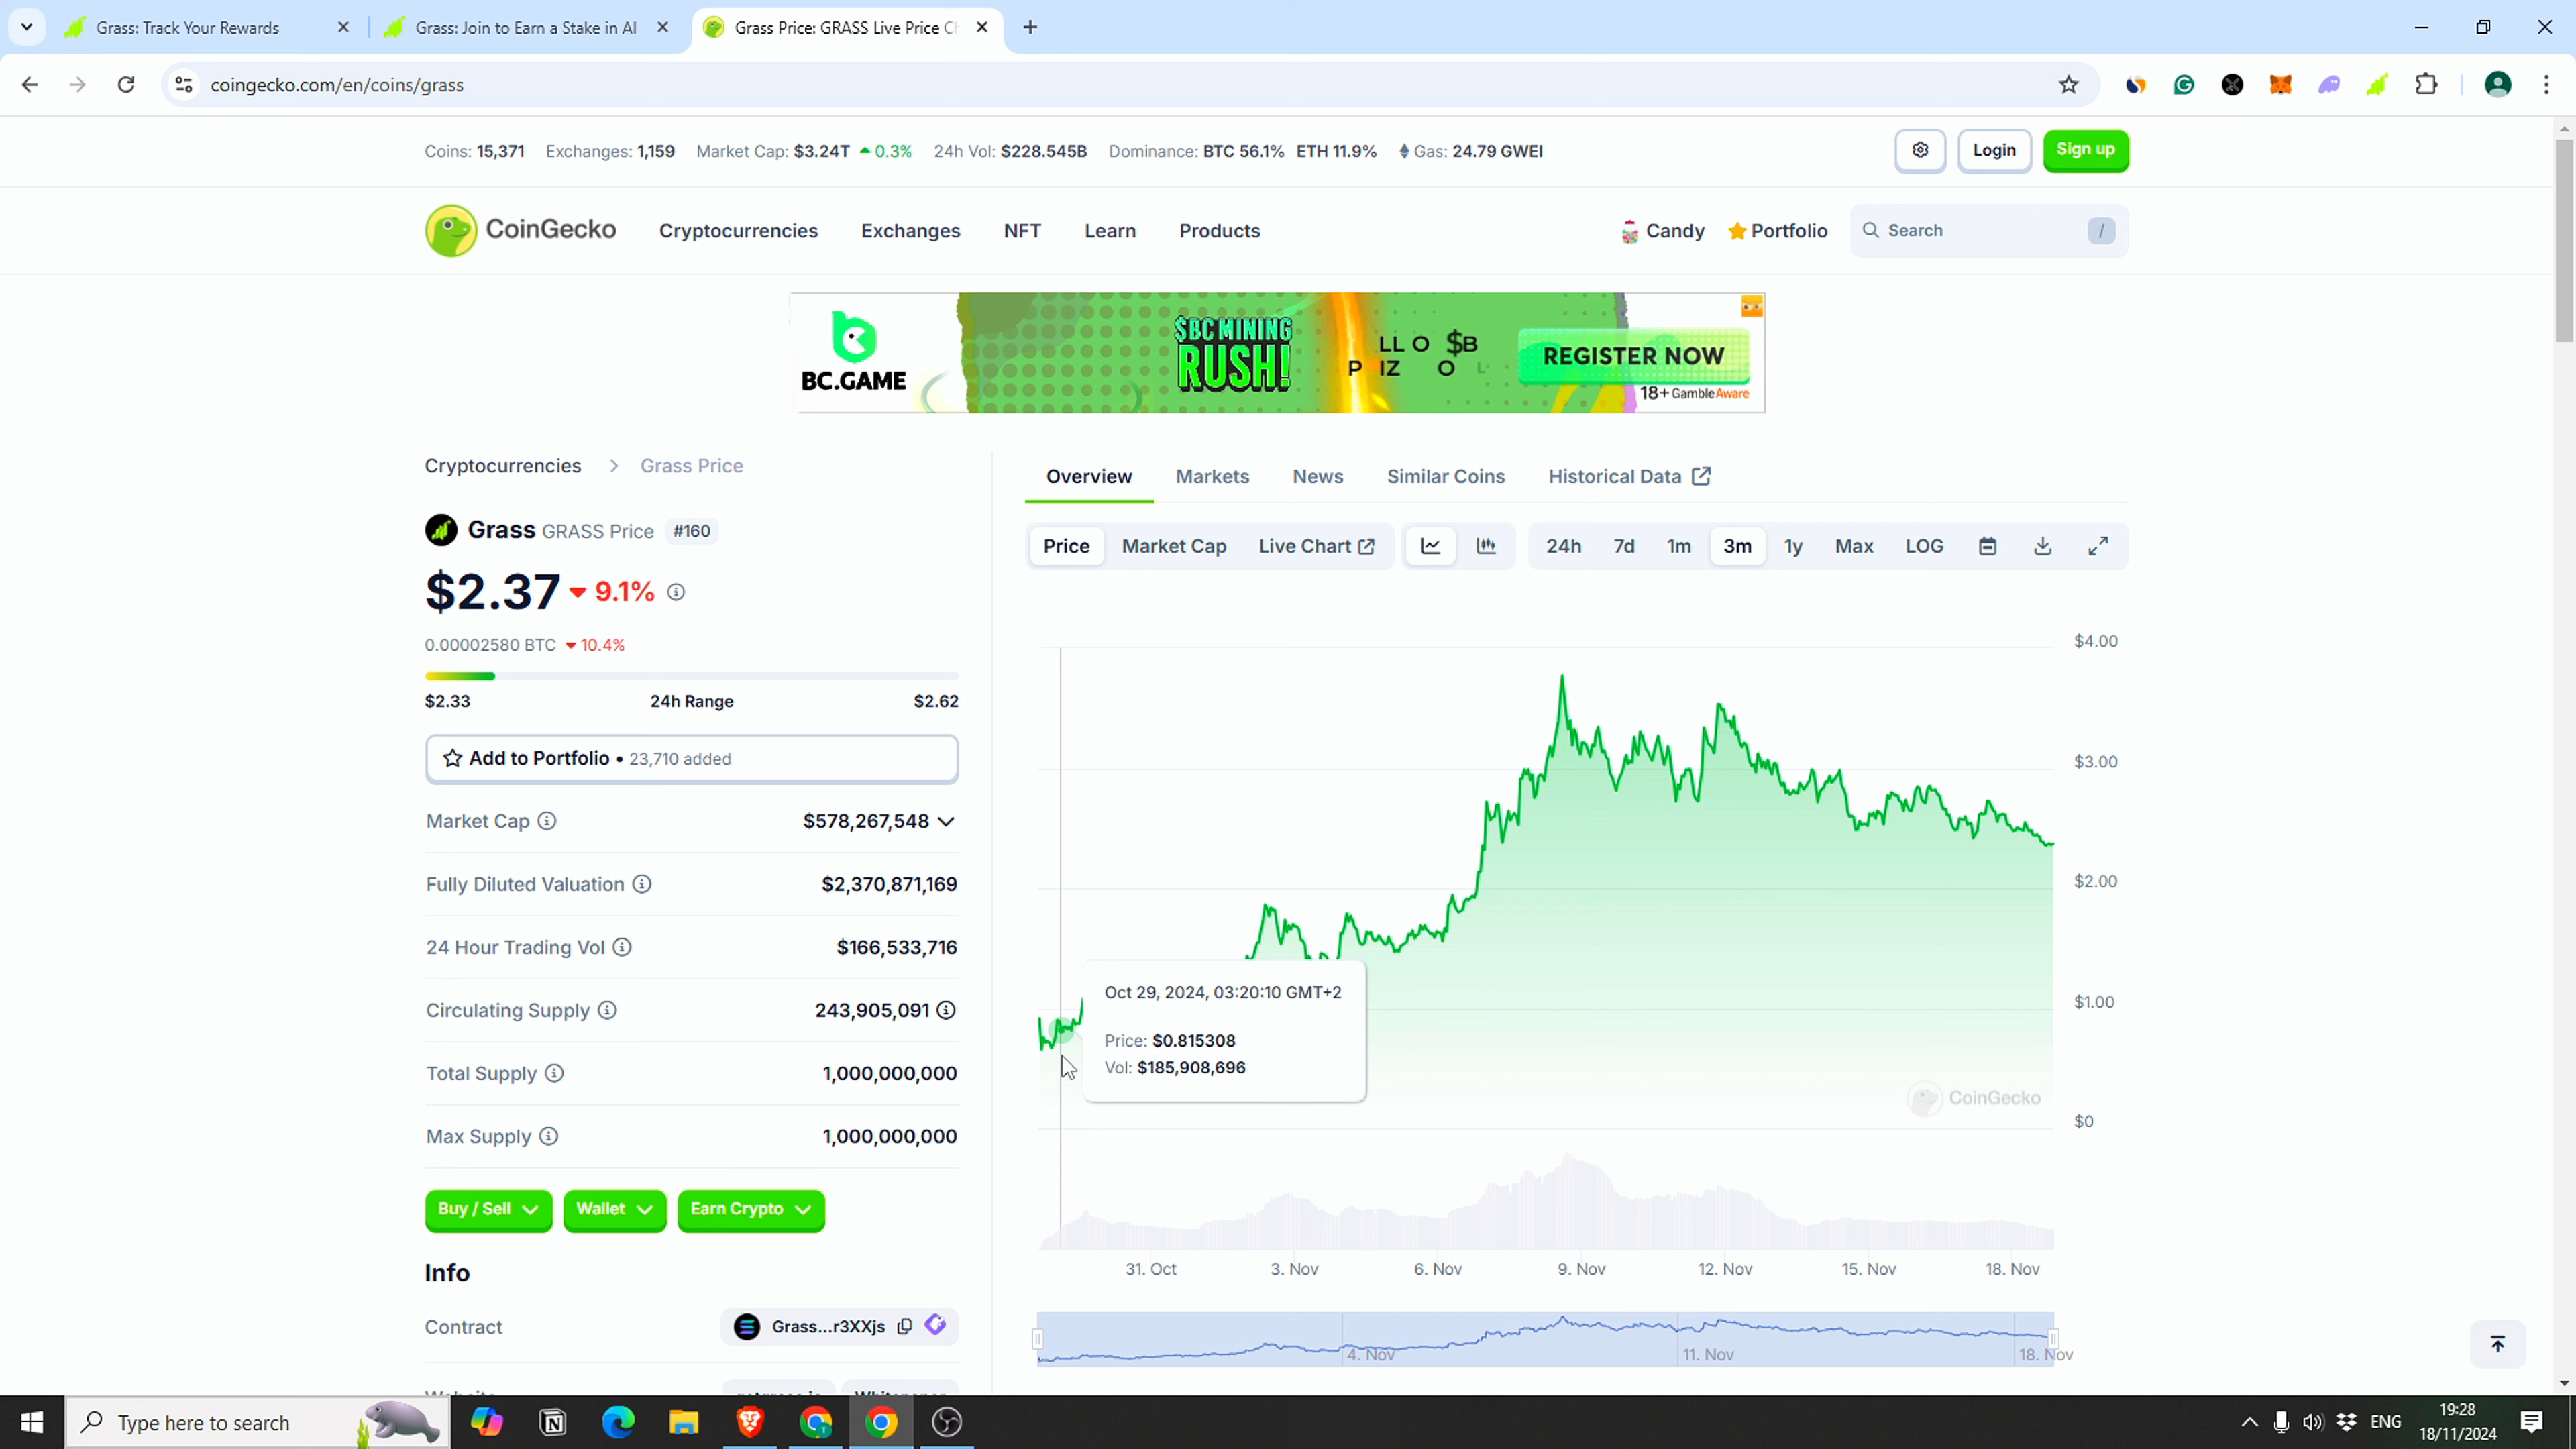 Grass: Track Your Rewards
Grass: Join to Earn a Stake in AI
Grass Price: GRASS Live Price
coingecko.com/en/coins/grass
Coins: 15,371 Exchanges: 1,159 Market Cap: $3.24T 0.3% 24h Vol: $228.545B Dominance: BTC 56.1% ETH 11.9% Gas: 24.79 GWEI
Login
Sign up
CoinGecko
Cryptocurrencies Exchanges NFT Learn Products
Candy Portfolio Search /
BC.GAME
$BC MINING
RUSH!
REGISTER NOW
18+ GambleAware
Cryptocurrencies > Grass Price
Grass GRASS Price #160
$2.37 9.1%
0.00002580 BTC 10.4%
$2.33 24h Range $2.62
Add to Portfolio • 23,710 added
Market Cap $578,267,548
Fully Diluted Valuation $2,370,871,169
24 Hour Trading Vol $166,533,716
Circulating Supply 243,905,091
Total Supply 1,000,000,000
Max Supply 1,000,000,000
Buy / Sell Wallet Earn Crypto
Info
Contract Grass...r3XXjs
Overview Markets News Similar Coins Historical Data
Price Market Cap Live Chart 24h 7d 1m 3m 1y Max LOG
$4.00
$3.00
$2.00
$1.00
$0
Oct 29, 2024, 03:20:10 GMT+2
Price: $0.815308
Vol: $185,908,696
CoinGecko
31. Oct 3. Nov 6. Nov 9. Nov 12. Nov 15. Nov 18. Nov
4. Nov 11. Nov 18. Nov
Type here to search
ENG
19:28
18/11/2024